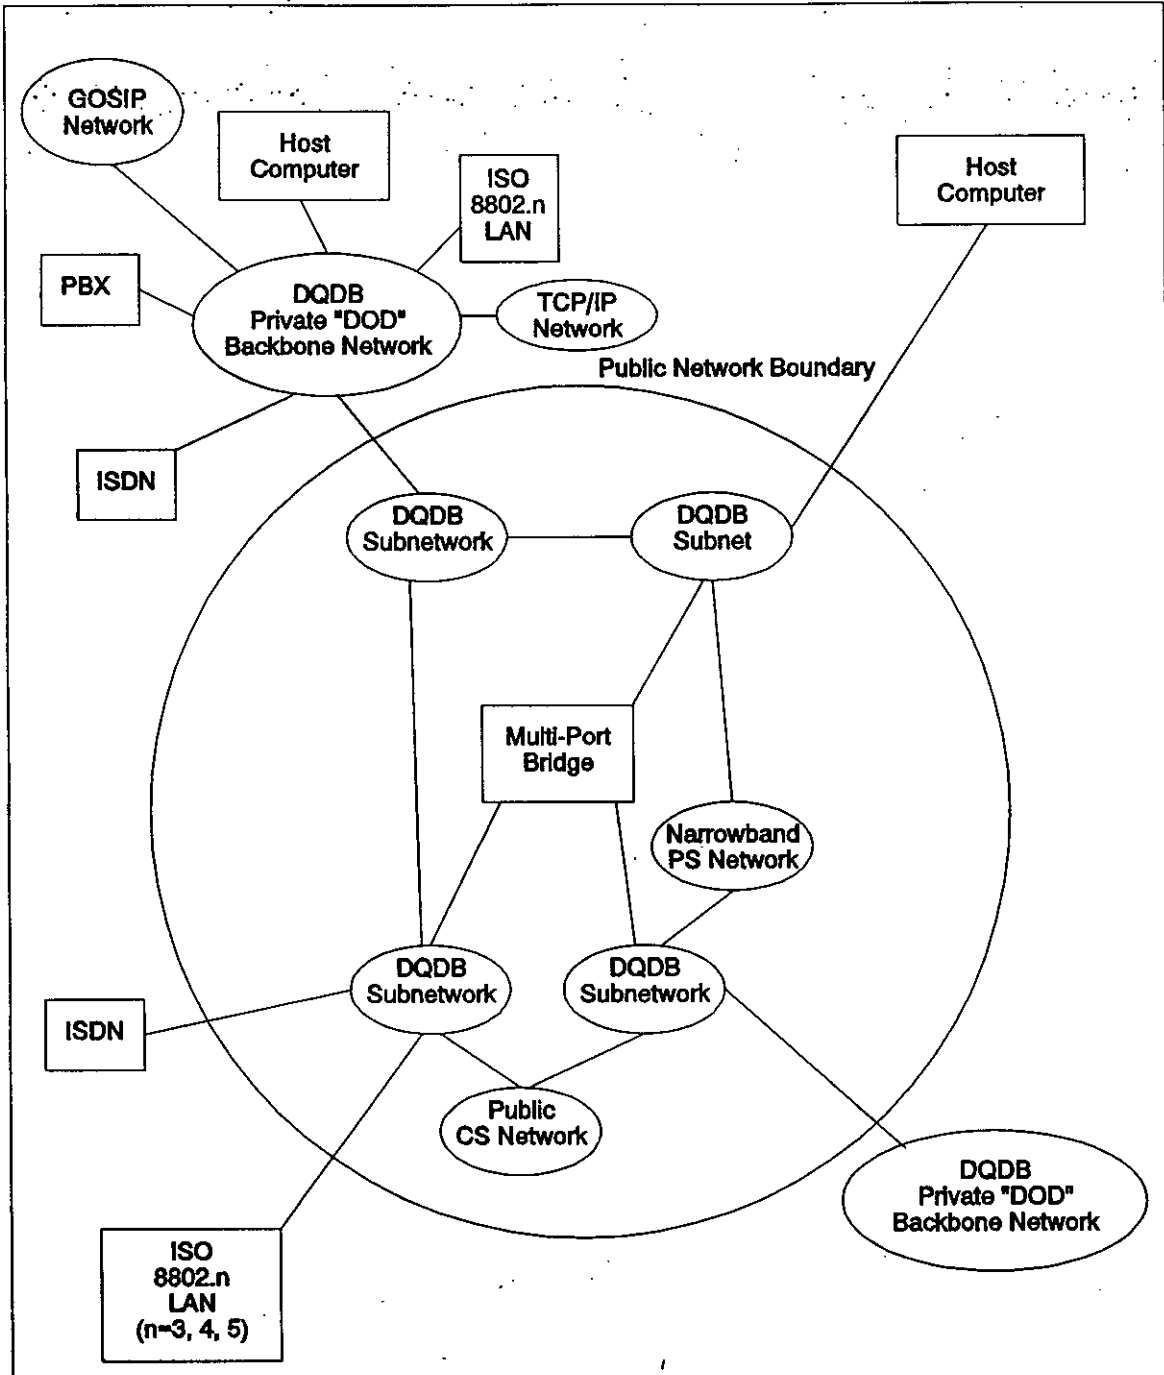 GOSIP
Network
Host
Computer
ISO
8802.n
LAN
Host
Computer
PBX
DQDB
Private "DOD"
Backbone Network
TCP/IP
Network
Public Network Boundary
ISDN
DQDB
Subnetwork
DQDB
Subnet
Multi-Port
Bridge
Narrowband
PS Network
DQDB
Subnetwork
DQDB
Subnetwork
ISDN
Public
CS Network
DQDB
Private "DOD"
Backbone Network
ISO
8802.n
LAN
(n=3, 4, 5)